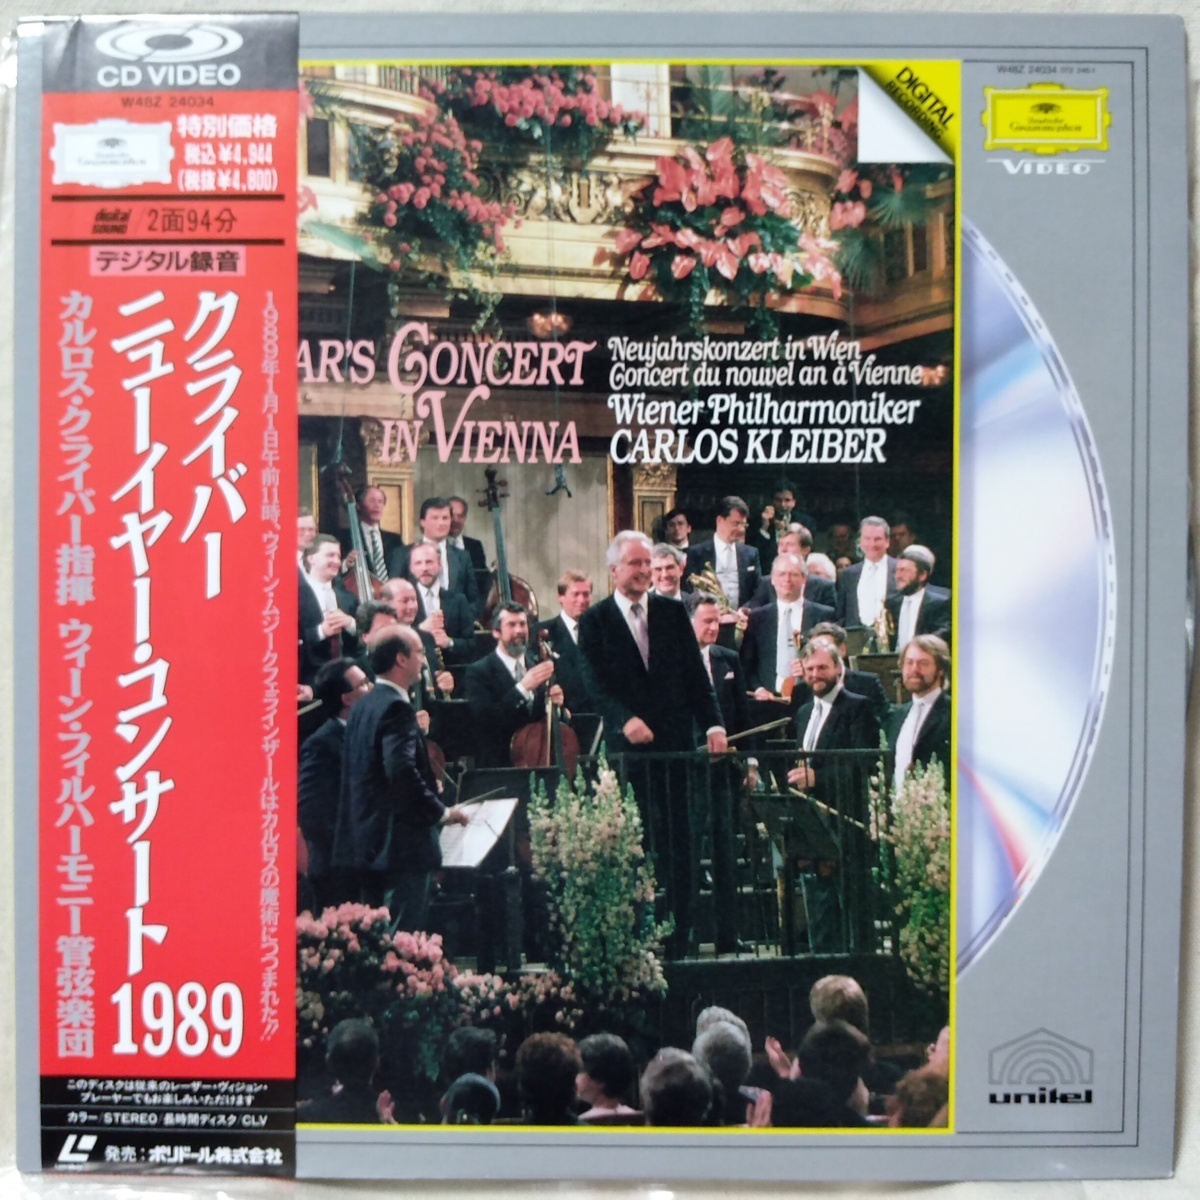 CD VIDEO
W48Z 24034
Deutsche
Grammophon
特別価格
税込¥4,944
(税抜¥4,800)
digital
SOUND
2面94分
デジタル録音
1989年1月1日午前11時、ウィーン・ムジークフェラインザールはカルロスの魔術につつまれた!!
クライバー
ニューイヤー・コンサート1989
カルロス・クライバー指揮 ウィーン・フィルハーモニー管弦楽団
このディスクは従来のレーザー・ヴィジョン・
プレーヤーでもお楽しみいただけます
カラー/STEREO/長時間ディスク/CLV
発売:ポリドール株式会社
DIGITAL
RECORDING
AR'S CONCERT
IN VIENNA
Neujahrskonzert in Wien
Concert du nouvel an à Vienne
Wiener Philharmoniker
CARLOS KLEIBER
W48Z 24034
Deutsche
Grammophon
VIDEO
unitel